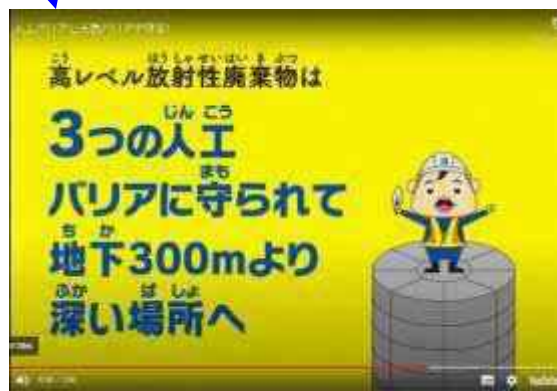 高レベル放射性廃棄物は
3つの人工
バリアに守られて
地下300mより
深い場所へ